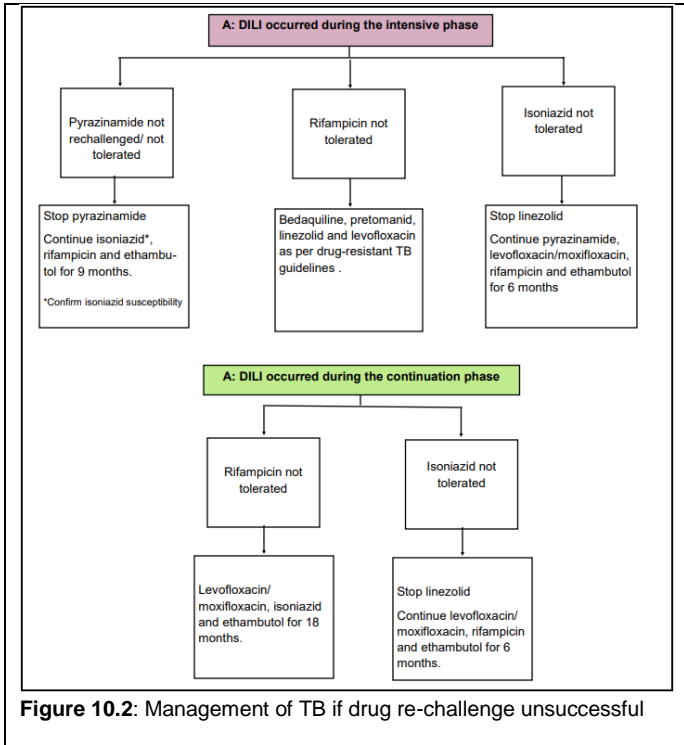 A: DILI occurred during the intensive phase
Pyrazinamide not
rechallenged/ not
tolerated
Rifampicin not
tolerated
Isoniazid not
tolerated
Stop pyrazinamide
Continue isoniazid*,
rifampicin and ethambu-
tol for 9 months.
*Confirm isoniazid susceptibility
Bedaquiline, pretomanid,
linezolid and levofloxacin
as per drug-resistant TB
guidelines .
Stop linezolid
Continue pyrazinamide,
levofloxacin/moxifloxacin,
rifampicin and ethambutol
for 6 months
A: DILI occurred during the continuation phase
Rifampicin not
tolerated
Isoniazid not
tolerated
Levofloxacin/
moxifloxacin, isoniazid
and ethambutol for 18
months.
Stop linezolid
Continue levofloxacin/
moxifloxacin, rifampicin
and ethambutol for 6
months.
Figure 10.2: Management of TB if drug re-challenge unsuccessful